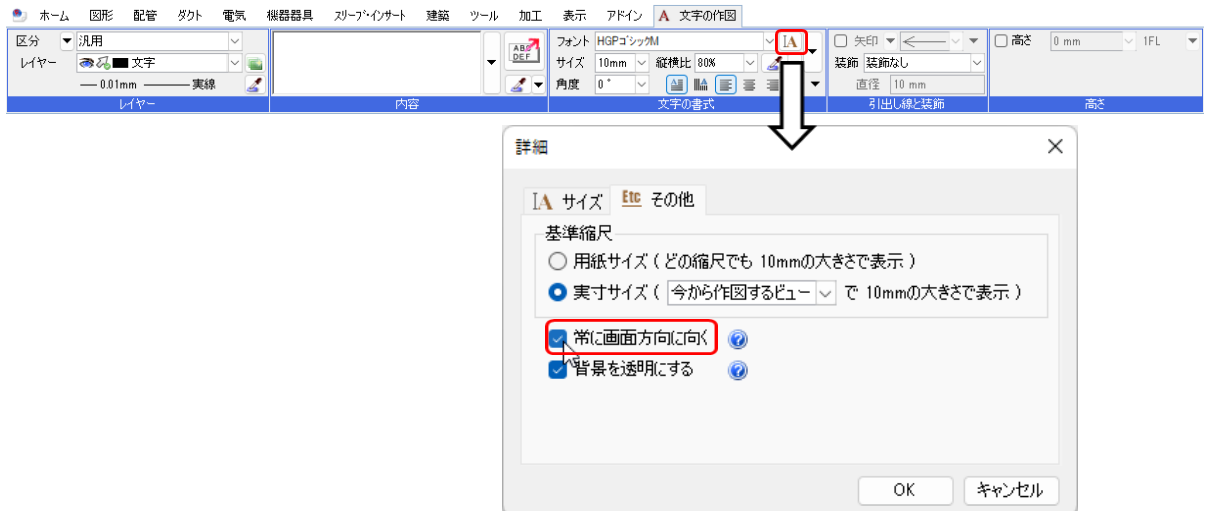 ホーム 図形 配管 ダクト 電気 機器器具 スリーブ・インサート 建築 ツール 加工 表示 アドイン A 文字の作図
区分 汎用 ABC DEF フォント HGPゴシックM IA 矢印 高さ 0 mm 1FL
レイヤー 文字 サイズ 10mm 縦横比 80% 装飾 装飾なし
0.01mm 実線 角度 0° 直径 10 mm
レイヤー 内容 文字の書式 引出し線と装飾 高さ
詳細
IA サイズ Etc その他
基準縮尺
用紙サイズ ( どの縮尺でも 10mmの大きさで表示 )
実寸サイズ ( 今から作図するビュー で 10mmの大きさで表示 )
常に画面方向に向く
背景を透明にする
OK キャンセル